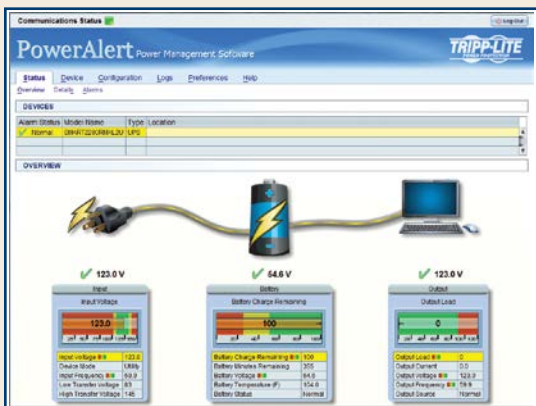 Communications Status
Log Out
PowerAlert Power Management Software
TRIPP·LITE
POWER PROTECTION
Status Device Configuration Logs Preferences Help
Overview Details Alarms
DEVICES
Alarm Status Model Name Type Location
Normal UPS
OVERVIEW
123.0 V 54.6 V 123.0 V
Input Battery Output
Input Voltage Battery Charge Remaining Output Load
123.0 100 0
Input Voltage 123.0 Battery Charge Remaining 100 Output Load 0
Device Mode Utility Battery Minutes Remaining 355 Output Current 0.0
Input Frequency Battery Voltage 54.6 Output Voltage 123.0
Low Transfer Voltage 83 Battery Temperature (F) 104.0 Output Frequency 59.9
High Transfer Voltage 145 Battery Status Normal Output Source Normal